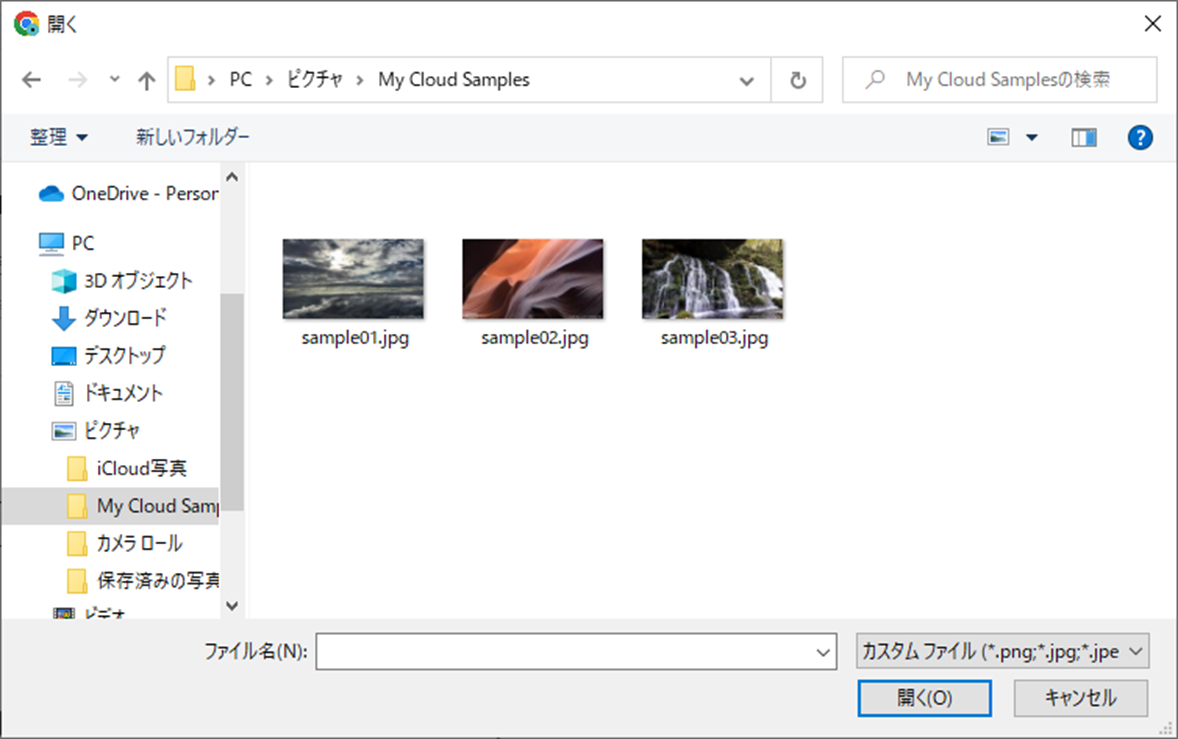 開く
PC › ピクチャ › My Cloud Samples
My Cloud Samplesの検索
整理
新しいフォルダー
OneDrive - Person
PC
3D オブジェクト
ダウンロード
デスクトップ
ドキュメント
ピクチャ
iCloud写真
My Cloud Samp
カメラ ロール
保存済みの写真
ビデオ
sample01.jpg
sample02.jpg
sample03.jpg
ファイル名(N):
カスタム ファイル (*.png;*.jpg;*.jpe
開く(O)
キャンセル